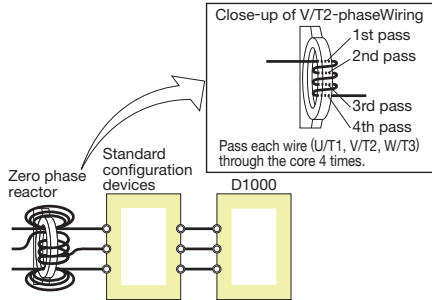 Close-up of V/T2-phaseWiring
1st pass
2nd pass
3rd pass
4th pass
Pass each wire (U/T1, V/T2, W/T3)
through the core 4 times.
Zero phase
reactor
Standard
configuration
devices
D1000